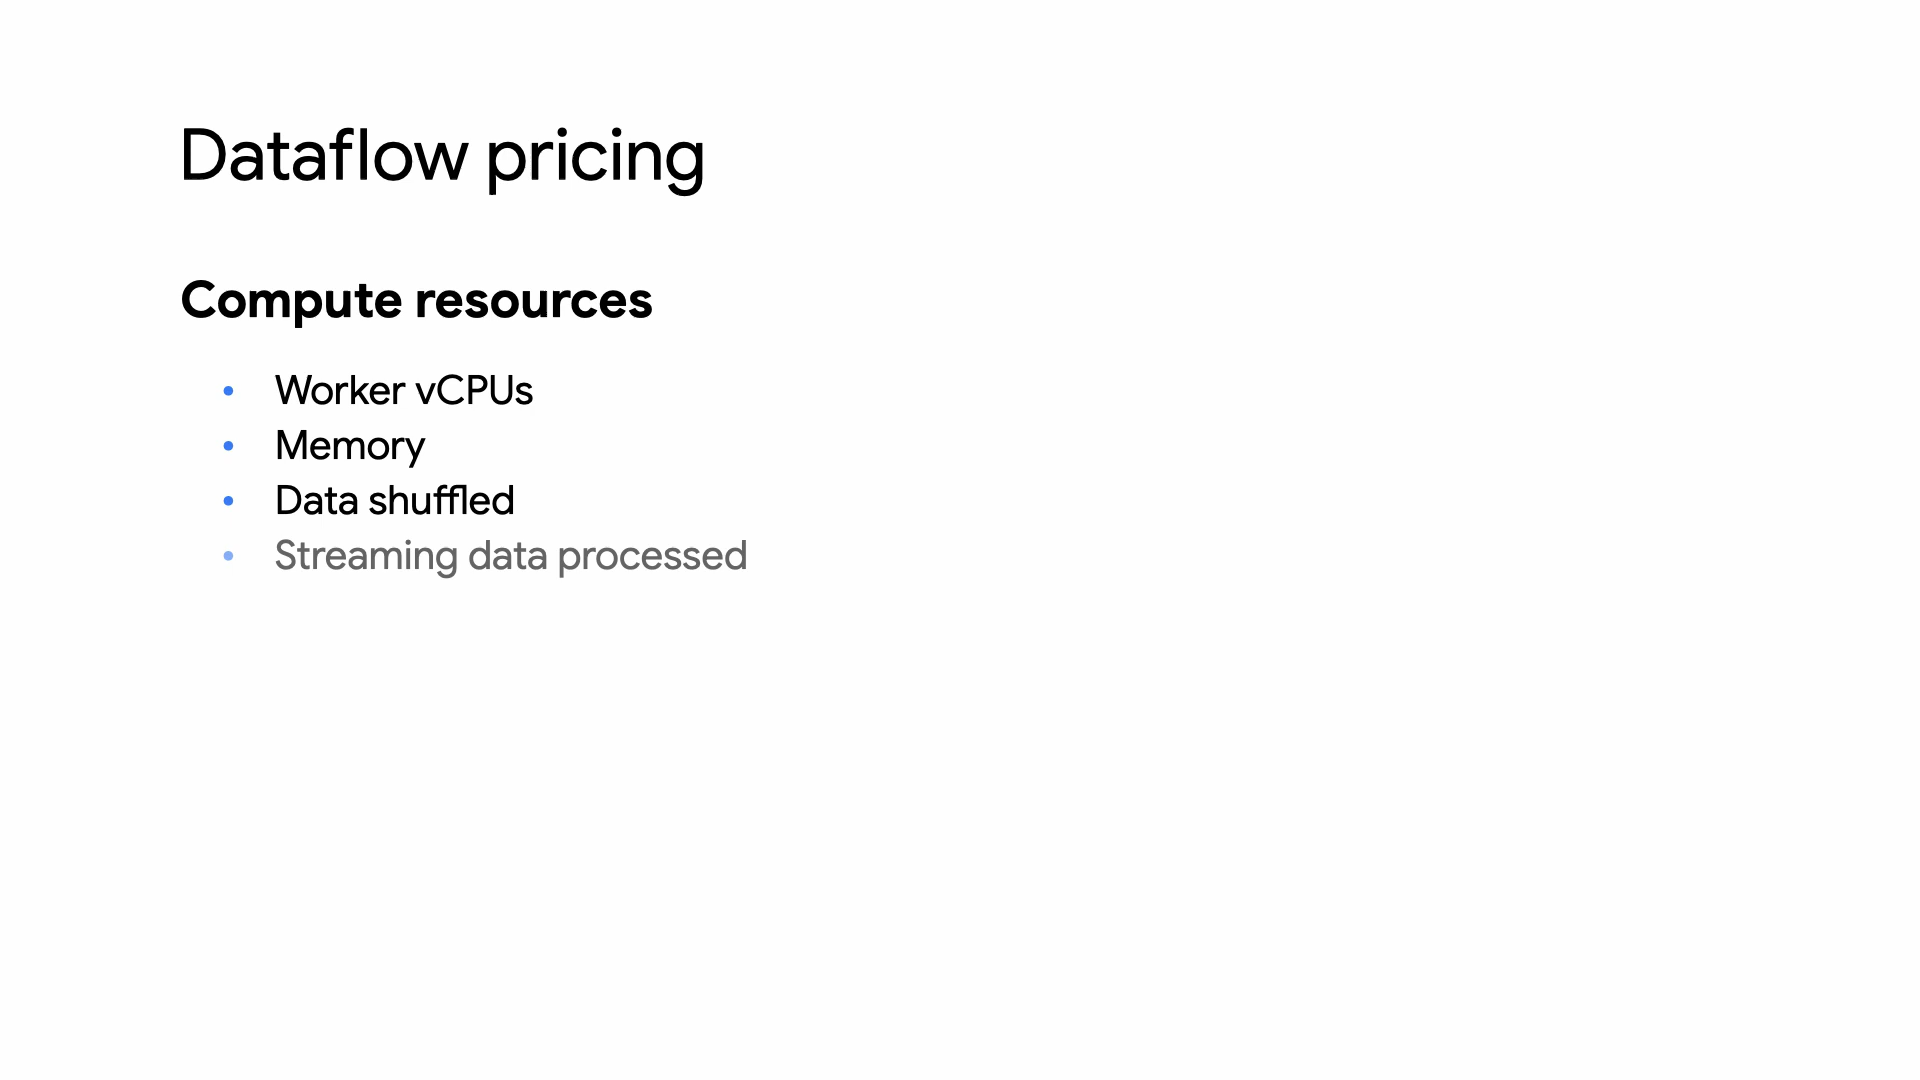 Dataflow pricing
Compute resources
• Worker vCPUs
• Memory
• Data shuffled
• Streaming data processed